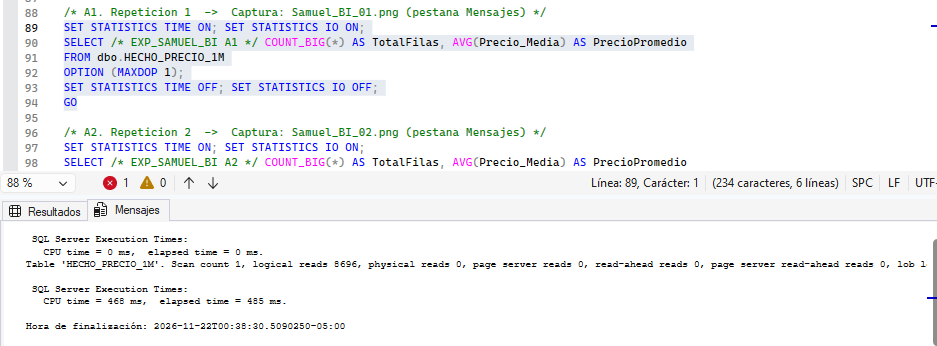 88 /* A1. Repeticion 1 -> Captura: Samuel_BI_01.png (pestana Mensajes) */
89 SET STATISTICS TIME ON; SET STATISTICS IO ON;
90 SELECT /* EXP_SAMUEL_BI A1 */ COUNT_BIG(*) AS TotalFilas, AVG(Precio_Media) AS PrecioPromedio
91 FROM dbo.HECHO_PRECIO_1M
92 OPTION (MAXDOP 1);
93 SET STATISTICS TIME OFF; SET STATISTICS IO OFF;
94 GO
95
96 /* A2. Repeticion 2 -> Captura: Samuel_BI_02.png (pestana Mensajes) */
97 SET STATISTICS TIME ON; SET STATISTICS IO ON;
98 SELECT /* EXP_SAMUEL_BI A2 */ COUNT_BIG(*) AS TotalFilas, AVG(Precio_Media) AS PrecioPromedio
88 % 1 0 Línea: 89, Carácter: 1 (234 caracteres, 6 líneas) SPC LF UTF-
Resultados Mensajes
SQL Server Execution Times:
CPU time = 0 ms, elapsed time = 0 ms.
Table 'HECHO_PRECIO_1M'. Scan count 1, logical reads 8696, physical reads 0, page server reads 0, read-ahead reads 0, page server read-ahead reads 0, lob
SQL Server Execution Times:
CPU time = 468 ms, elapsed time = 485 ms.
Hora de finalización: 2026-11-22T00:38:30.5090250-05:00